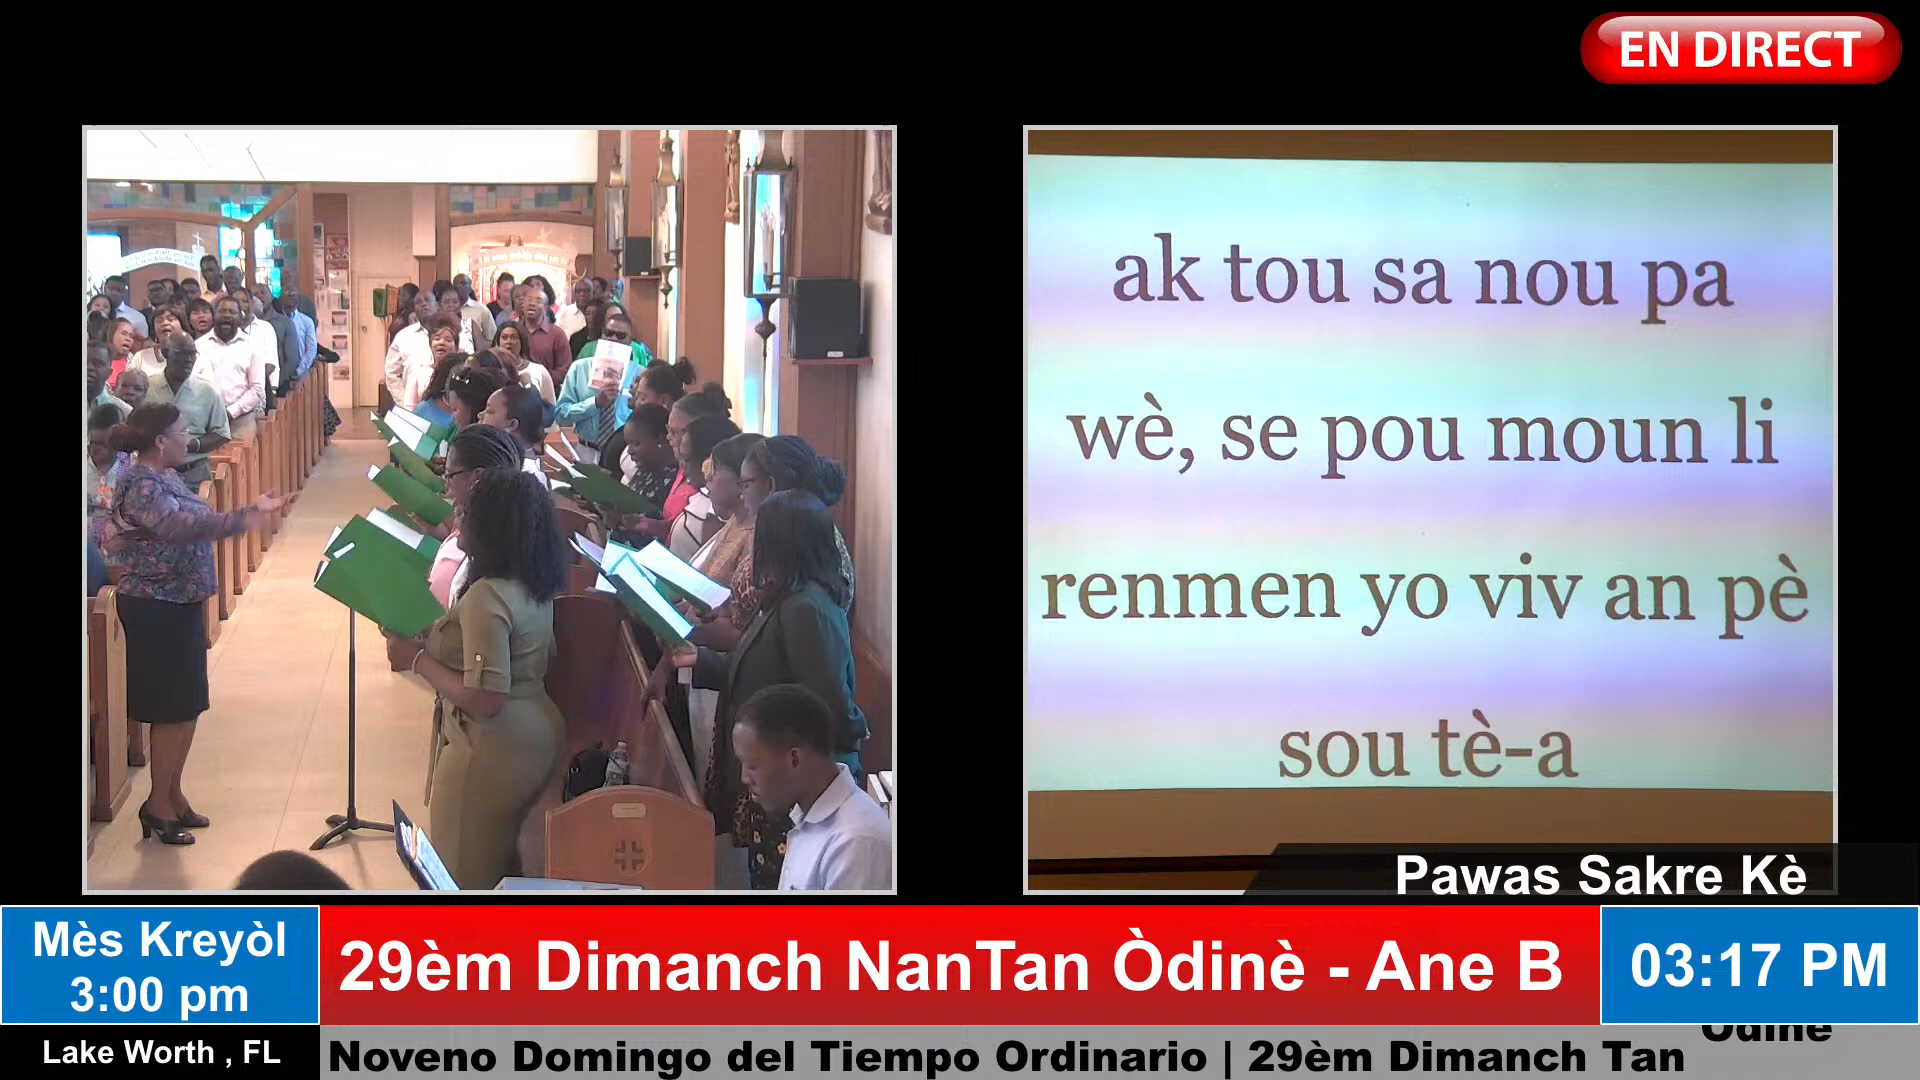 EN DIRECT
ak tou sa nou pa
wè, se pou moun li
renmen yo viv an pè
sou tè-a
Pawas Sakre Kè
Mès Kreyòl
3:00 pm
29èm Dimanch NanTan Òdinè - Ane B
03:17 PM
Lake Worth , FL
Noveno Domingo del Tiempo Ordinario | 29èm Dimanch Tan